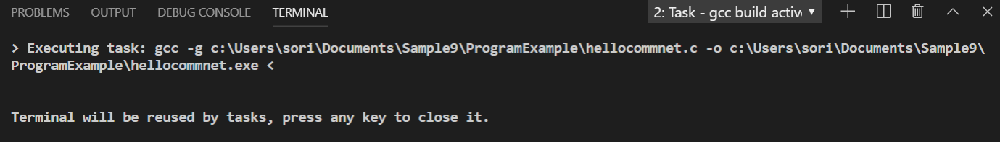 PROBLEMS OUTPUT DEBUG CONSOLE TERMINAL 2: Task - gcc build active
> Executing task: gcc -g c:\Users\sori\Documents\Sample9\ProgramExample\hellocommnet.c -o c:\Users\sori\Documents\Sample9\
ProgramExample\hellocommnet.exe <
Terminal will be reused by tasks, press any key to close it.